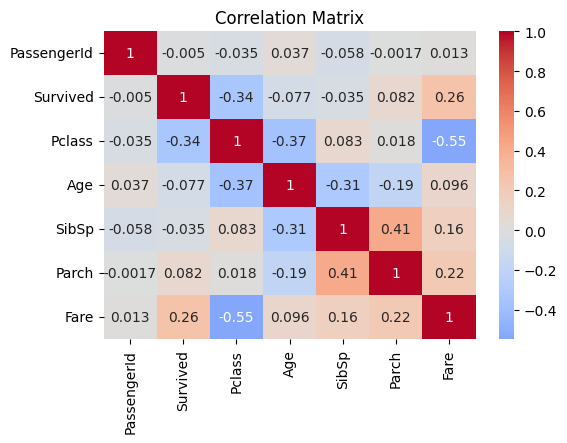 Correlation Matrix
PassengerId 1 -0.005 -0.035 0.037 -0.058 -0.0017 0.013
Survived -0.005 1 -0.34 -0.077 -0.035 0.082 0.26
Pclass -0.035 -0.34 1 -0.37 0.083 0.018 -0.55
Age 0.037 -0.077 -0.37 1 -0.31 -0.19 0.096
SibSp -0.058 -0.035 0.083 -0.31 1 0.41 0.16
Parch -0.0017 0.082 0.018 -0.19 0.41 1 0.22
Fare 0.013 0.26 -0.55 0.096 0.16 0.22 1
PassengerId Survived Pclass Age SibSp Parch Fare
1.0
0.8
0.6
0.4
0.2
0.0
−0.2
−0.4